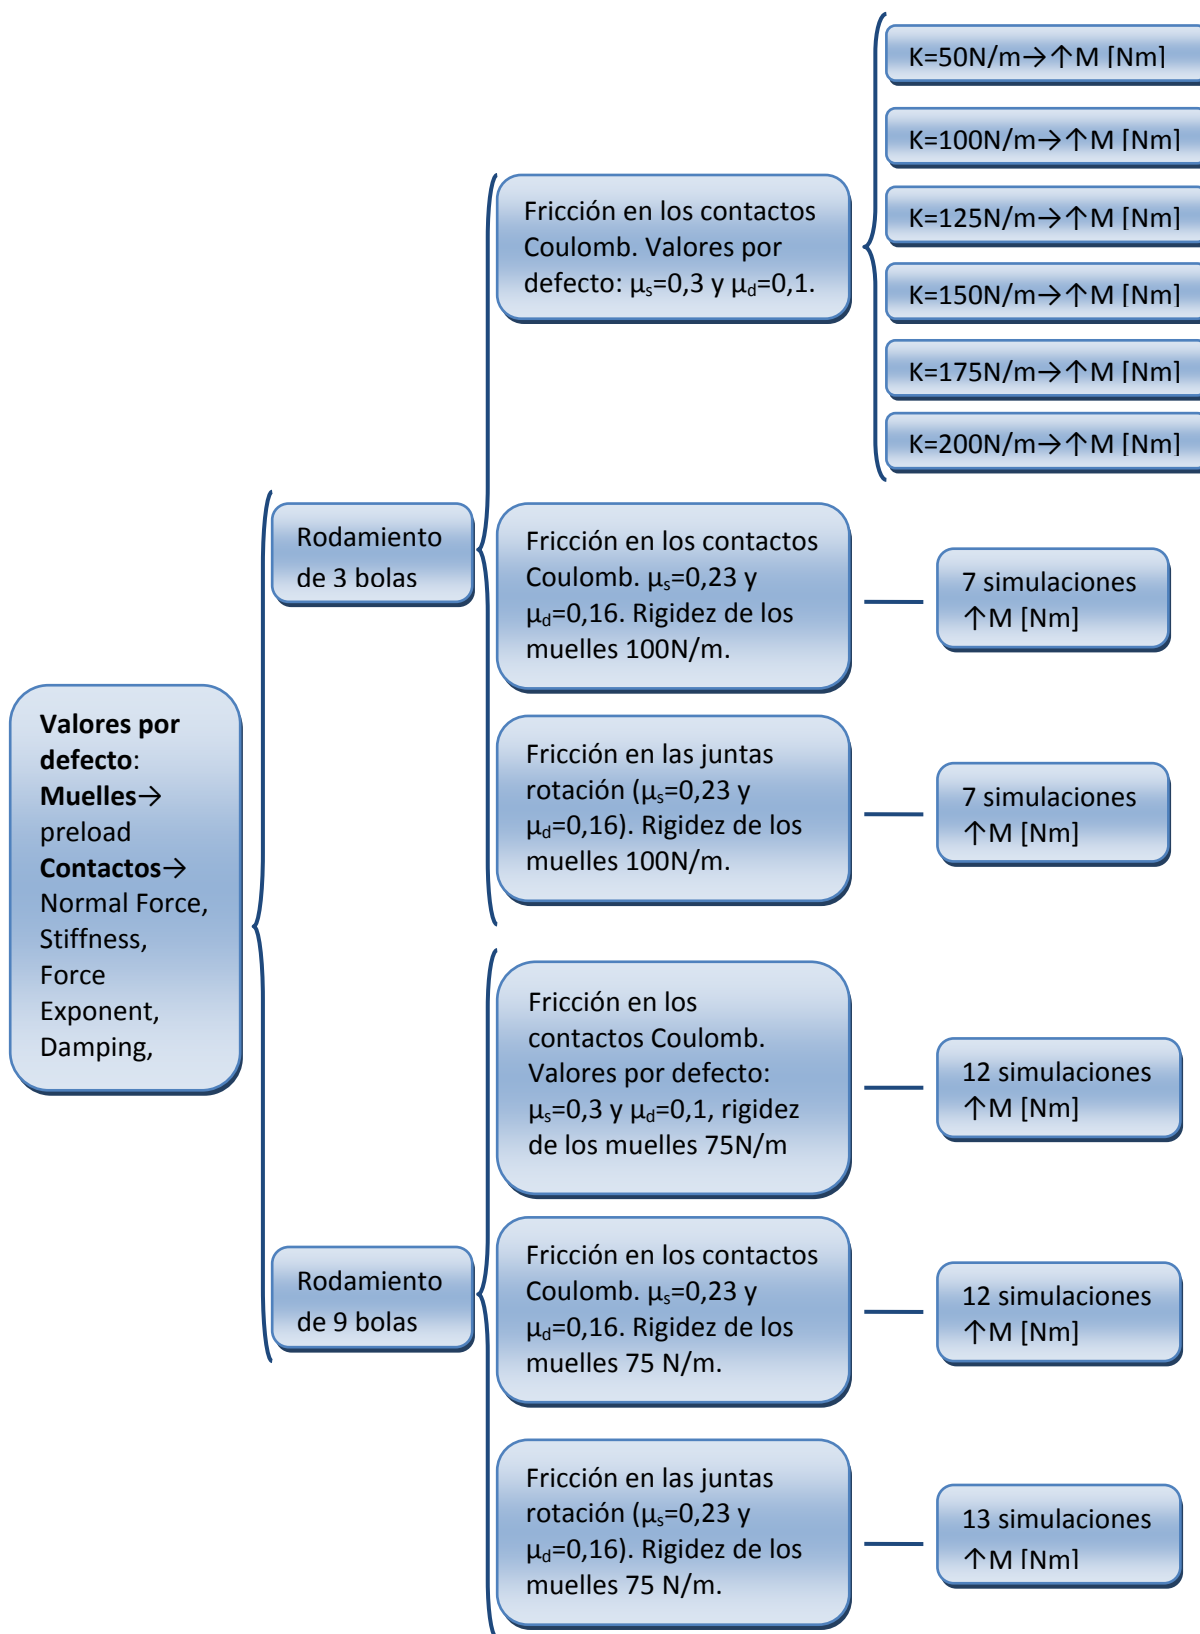 Valores por
defecto:
Muelles→
preload
Contactos→
Normal Force,
Stiffness,
Force
Exponent,
Damping,
Rodamiento
de 3 bolas
Fricción en los contactos
Coulomb. Valores por
defecto: μₛ=0,3 y μd=0,1.
K=50N/m→↑M [Nm]
K=100N/m→↑M [Nm]
K=125N/m→↑M [Nm]
K=150N/m→↑M [Nm]
K=175N/m→↑M [Nm]
K=200N/m→↑M [Nm]
Fricción en los contactos
Coulomb. μₛ=0,23 y
μd=0,16. Rigidez de los
muelles 100N/m.
7 simulaciones
↑M [Nm]
Fricción en las juntas
rotación (μₛ=0,23 y
μd=0,16). Rigidez de los
muelles 100N/m.
7 simulaciones
↑M [Nm]
Rodamiento
de 9 bolas
Fricción en los
contactos Coulomb.
Valores por defecto:
μₛ=0,3 y μd=0,1, rigidez
de los muelles 75N/m
12 simulaciones
↑M [Nm]
Fricción en los contactos
Coulomb. μₛ=0,23 y
μd=0,16. Rigidez de los
muelles 75 N/m.
12 simulaciones
↑M [Nm]
Fricción en las juntas
rotación (μₛ=0,23 y
μd=0,16). Rigidez de los
muelles 75 N/m.
13 simulaciones
↑M [Nm]